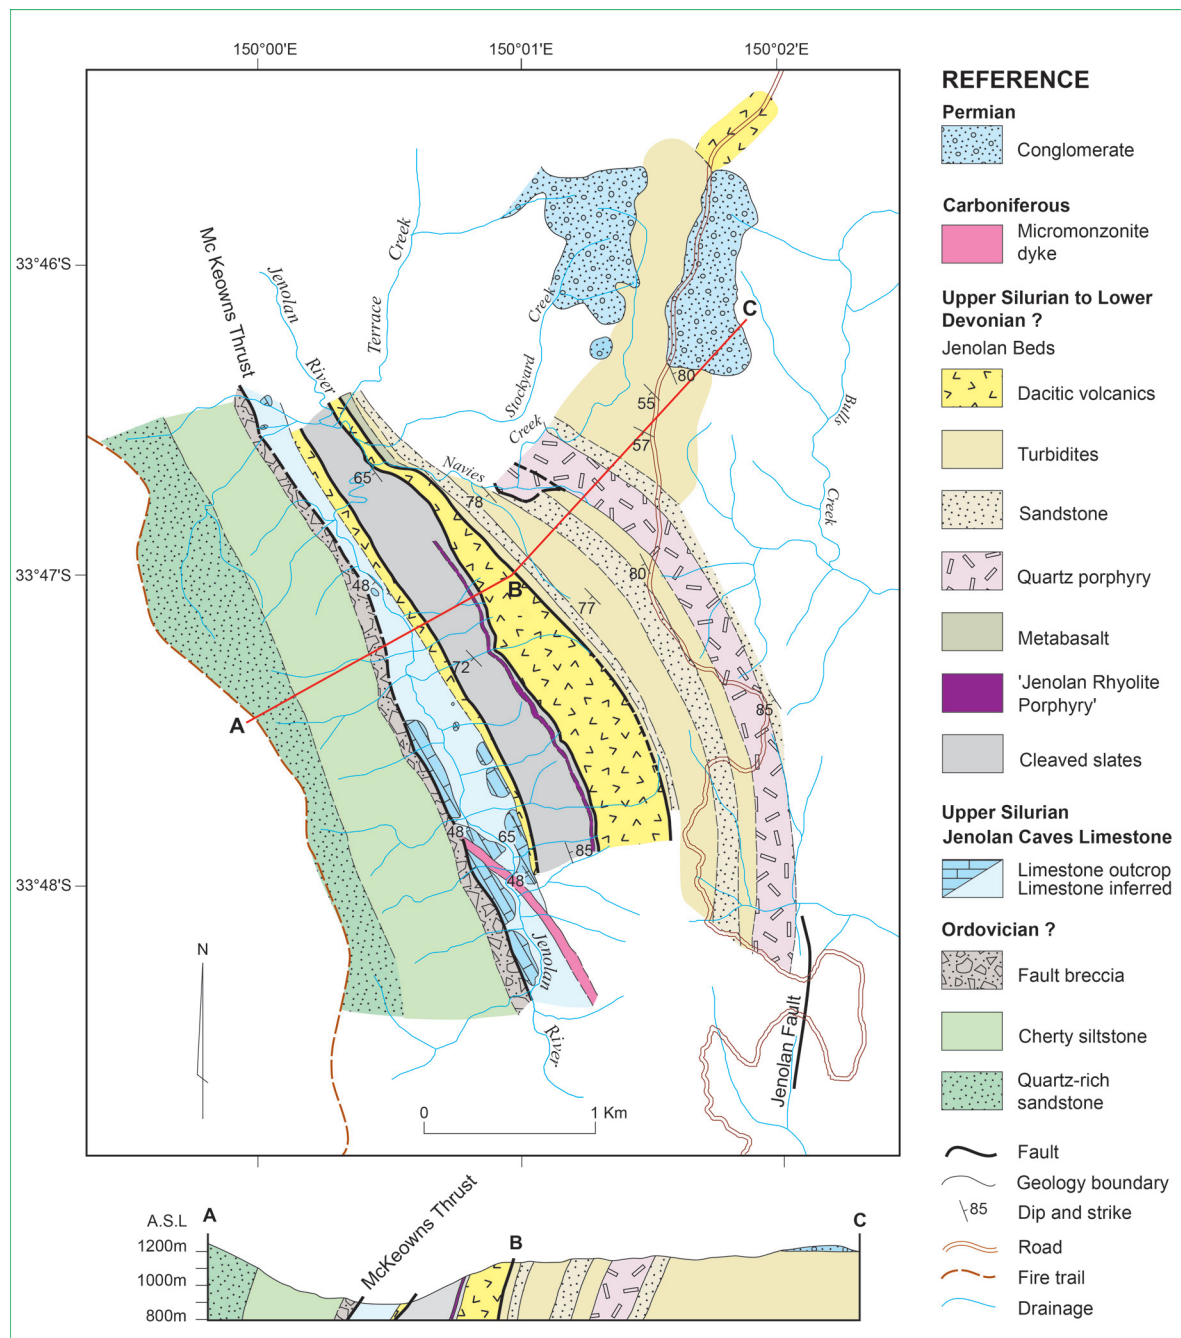 150°00'E
150°01'E
150°02'E
33°46'S
33°47'S
33°48'S
Mc Keowns Thrust
Jenolan
River
Terrace
Creek
Stockyard
Creek
Navies
Creek
Bulls
Creek
C
80
55
57
65
78
80
48
B
77
72
85
A
48
65
48
85
Jenolan
River
Jenolan Fault
N
0
1 Km
REFERENCE
Permian
Conglomerate
Carboniferous
Micromonzonite
dyke
Upper Silurian to Lower
Devonian ?
Jenolan Beds
Dacitic volcanics
Turbidites
Sandstone
Quartz porphyry
Metabasalt
'Jenolan Rhyolite
Porphyry'
Cleaved slates
Upper Silurian
Jenolan Caves Limestone
Limestone outcrop
Limestone inferred
Ordovician ?
Fault breccia
Cherty siltstone
Quartz-rich
sandstone
Fault
Geology boundary
85
Dip and strike
Road
Fire trail
Drainage
A.S.L
A
McKeowns Thrust
B
C
1200m
1000m
800m